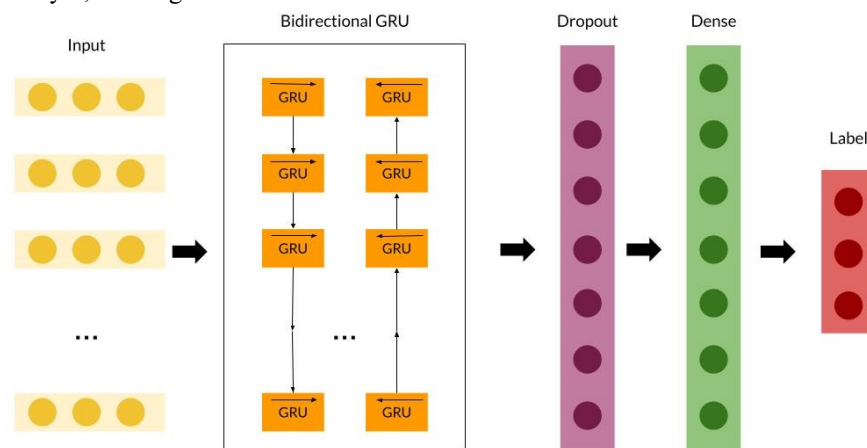 Bidirectional GRU
Dropout
Dense
Input
Label
GRU GRU
GRU GRU
GRU GRU
... ...
GRU GRU